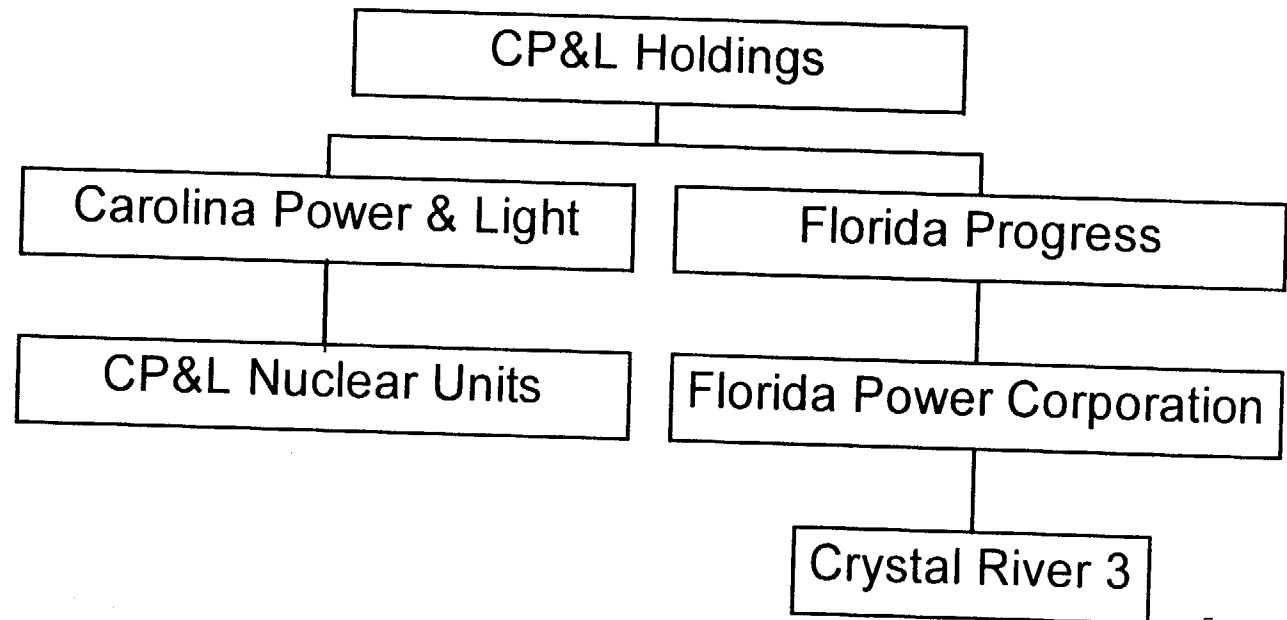 CP&L Holdings
Carolina Power & Light
Florida Progress
CP&L Nuclear Units
Florida Power Corporation
Crystal River 3